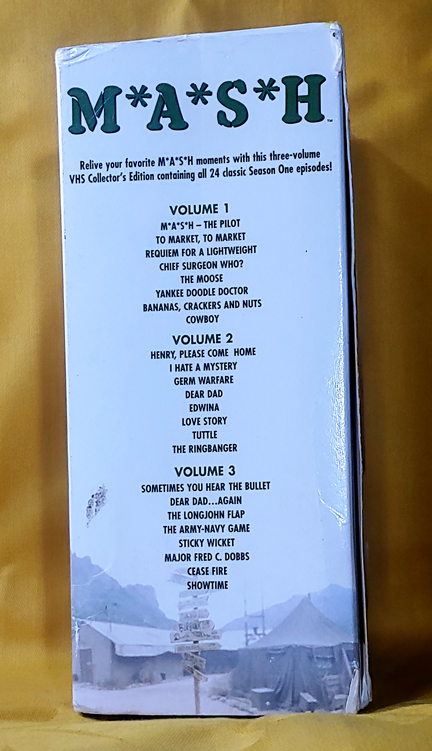 M*A*S*H™
Relive your favorite M*A*S*H moments with this three-volume
VHS Collector's Edition containing all 24 classic Season One episodes!
VOLUME 1
M*A*S*H – THE PILOT
TO MARKET, TO MARKET
REQUIEM FOR A LIGHTWEIGHT
CHIEF SURGEON WHO?
THE MOOSE
YANKEE DOODLE DOCTOR
BANANAS, CRACKERS AND NUTS
COWBOY
VOLUME 2
HENRY, PLEASE COME HOME
I HATE A MYSTERY
GERM WARFARE
DEAR DAD
EDWINA
LOVE STORY
TUTTLE
THE RINGBANGER
VOLUME 3
SOMETIMES YOU HEAR THE BULLET
DEAR DAD...AGAIN
THE LONGJOHN FLAP
THE ARMY-NAVY GAME
STICKY WICKET
MAJOR FRED C. DOBBS
CEASE FIRE
SHOWTIME